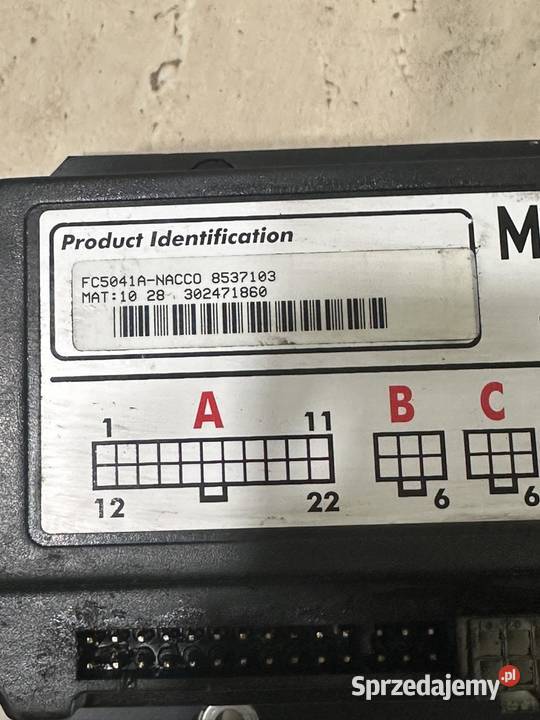 Product Identification
M
FC5041A-NACCO 8537103
MAT:10 28 302471860
A B C
1 11
12 22 6 6
Sprzedajemy.pl